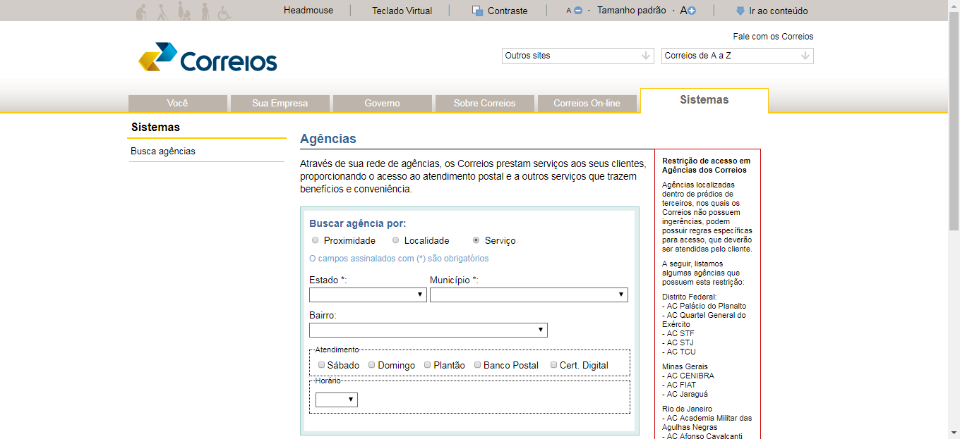 Headmouse
Teclado Virtual
Contraste
A
Tamanho padrão
A
Ir ao conteúdo
Fale com os Correios
Correios
Outros sites
Correios de A a Z
Você
Sua Empresa
Governo
Sobre Correios
Correios On-line
Sistemas
Sistemas
Busca agências
Agências
Através de sua rede de agências, os Correios prestam serviços aos seus clientes,
proporcionando o acesso ao atendimento postal e a outros serviços que trazem
benefícios e conveniência.
Buscar agência por:
Proximidade
Localidade
Serviço
O campos assinalados com (*) são obrigatórios
Estado *:
Município *:
Bairro:
Atendimento
Sábado
Domingo
Plantão
Banco Postal
Cert. Digital
Horário
Restrição de acesso em
Agências dos Correios
Agências localizadas
dentro de prédios de
terceiros, nos quais os
Correios não possuem
ingerências, podem
possuir regras específicas
para acesso, que deverão
ser atendidas pelo cliente.
A seguir, listamos
algumas agências que
possuem esta restrição:
Distrito Federal:
- AC Palácio do Planalto
- AC Quartel General do
Exército
- AC STF
- AC STJ
- AC TCU
Minas Gerais
- AC CENIBRA
- AC FIAT
- AC Jaraguá
Rio de Janeiro
- AC Academia Militar das
Agulhas Negras
- AC Afonso Cavalcanti